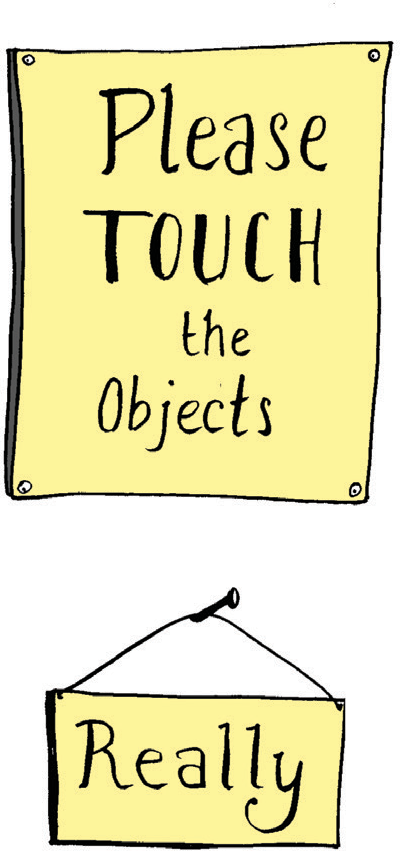 Please
TOUCH
the
Objects
Really